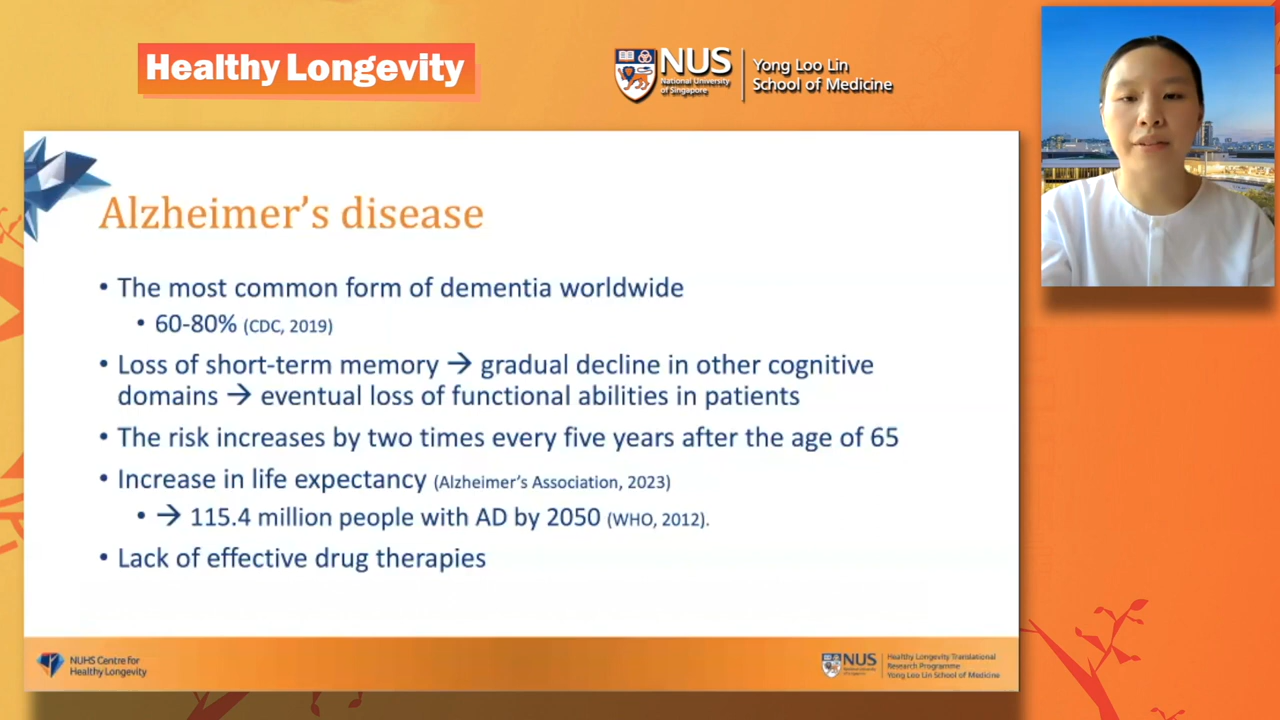 Healthy Longevity
NUS
National University
of Singapore
Yong Loo Lin
School of Medicine
Alzheimer’s disease
• The most common form of dementia worldwide
• 60-80% (CDC, 2019)
• Loss of short-term memory → gradual decline in other cognitive
domains → eventual loss of functional abilities in patients
• The risk increases by two times every five years after the age of 65
• Increase in life expectancy (Alzheimer’s Association, 2023)
• → 115.4 million people with AD by 2050 (WHO, 2012).
• Lack of effective drug therapies
NUHS Centre for
Healthy Longevity
NUS
Healthy Longevity Translational
Research Programme
Yong Loo Lin School of Medicine